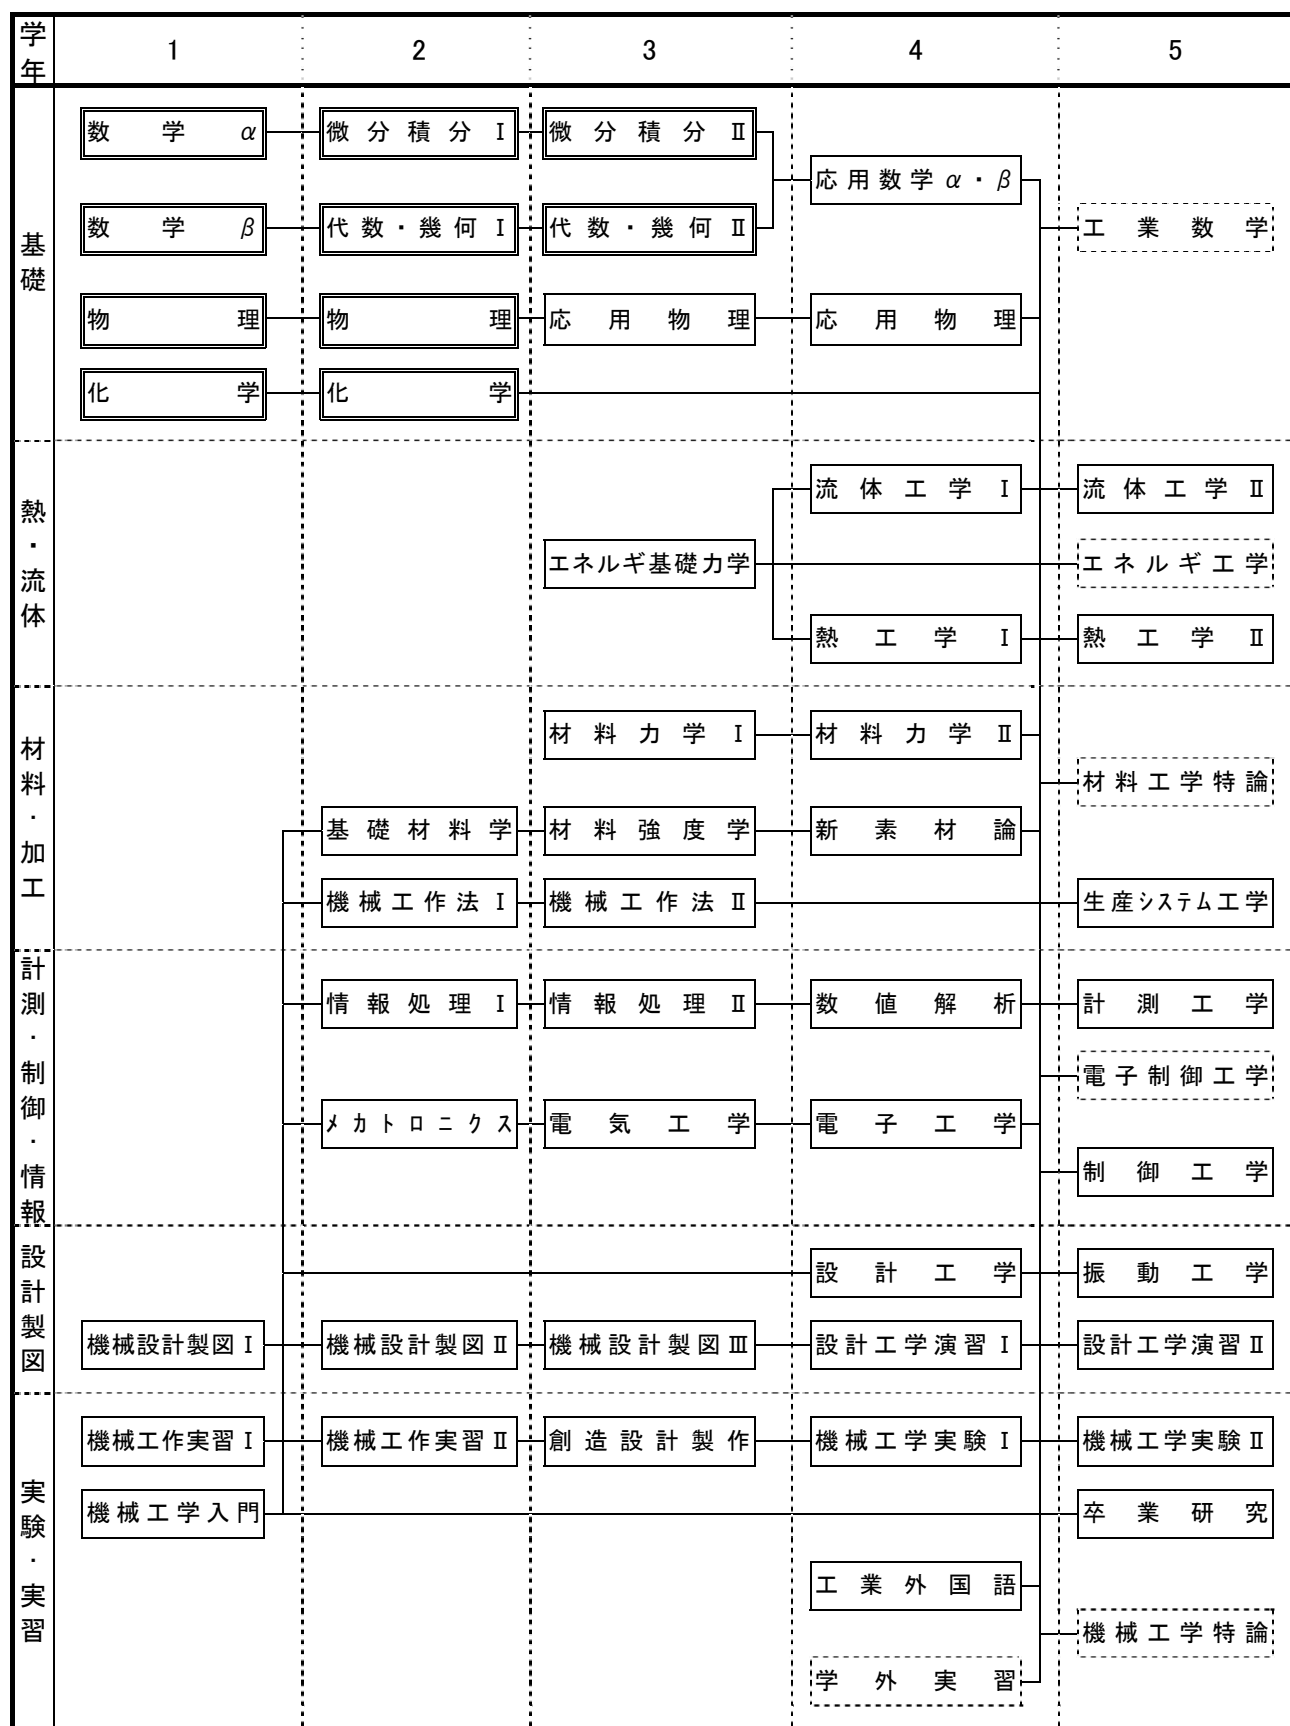 学年 1 2 3 4 5
基礎
数学α 微分積分Ⅰ 微分積分Ⅱ
応用数学α・β
数学β 代数・幾何Ⅰ 代数・幾何Ⅱ 工業数学
物理 物理 応用物理 応用物理
化学 化学
熱・流体
流体工学Ⅰ 流体工学Ⅱ
エネルギ基礎力学 エネルギ工学
熱工学Ⅰ 熱工学Ⅱ
材料・加工
材料力学Ⅰ 材料力学Ⅱ
材料工学特論
基礎材料学 材料強度学 新素材論
機械工作法Ⅰ 機械工作法Ⅱ 生産システム工学
計測・制御・情報
情報処理Ⅰ 情報処理Ⅱ 数値解析 計測工学
電子制御工学
メカトロニクス 電気工学 電子工学
制御工学
設計製図
設計工学 振動工学
機械設計製図Ⅰ 機械設計製図Ⅱ 機械設計製図Ⅲ 設計工学演習Ⅰ 設計工学演習Ⅱ
実験・実習
機械工作実習Ⅰ 機械工作実習Ⅱ 創造設計製作 機械工学実験Ⅰ 機械工学実験Ⅱ
機械工学入門 卒業研究
工業外国語
機械工学特論
学外実習